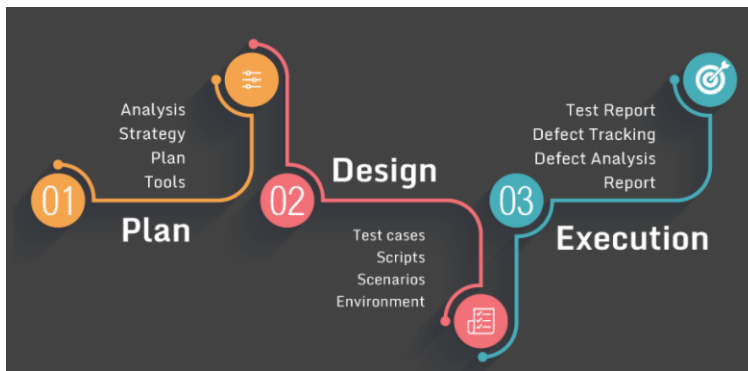 01
Plan
Analysis
Strategy
Plan
Tools
02
Design
Test cases
Scripts
Scenarios
Environment
03
Execution
Test Report
Defect Tracking
Defect Analysis
Report